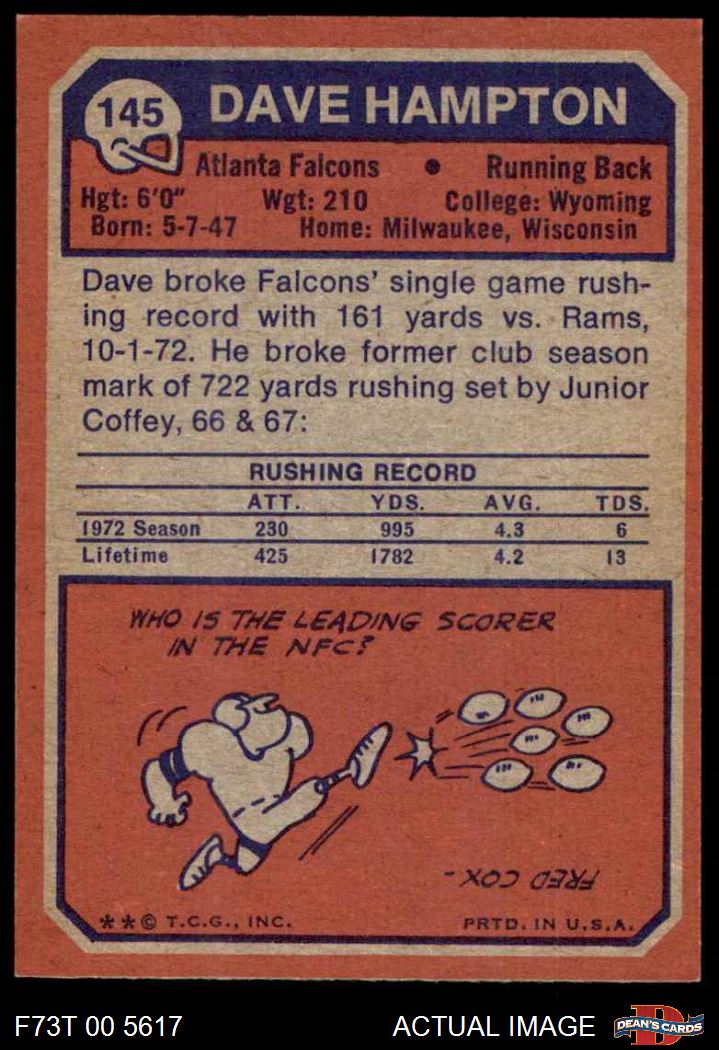 145
DAVE HAMPTON
Atlanta Falcons • Running Back
Hgt: 6'0" Wgt: 210 College: Wyoming
Born: 5-7-47 Home: Milwaukee, Wisconsin
Dave broke Falcons' single game rush-
ing record with 161 yards vs. Rams,
10-1-72. He broke former club season
mark of 722 yards rushing set by Junior
Coffey, 66 & 67:
RUSHING RECORD
ATT. YDS. AVG. TDS.
1972 Season 230 995 4.3 6
Lifetime 425 1782 4.2 13
WHO IS THE LEADING SCORER
IN THE NFC?
FRED COX -
** © T.C.G., INC. PRTD. IN U.S.A.
F73T 00 5617 ACTUAL IMAGE D DEAN'S CARDS